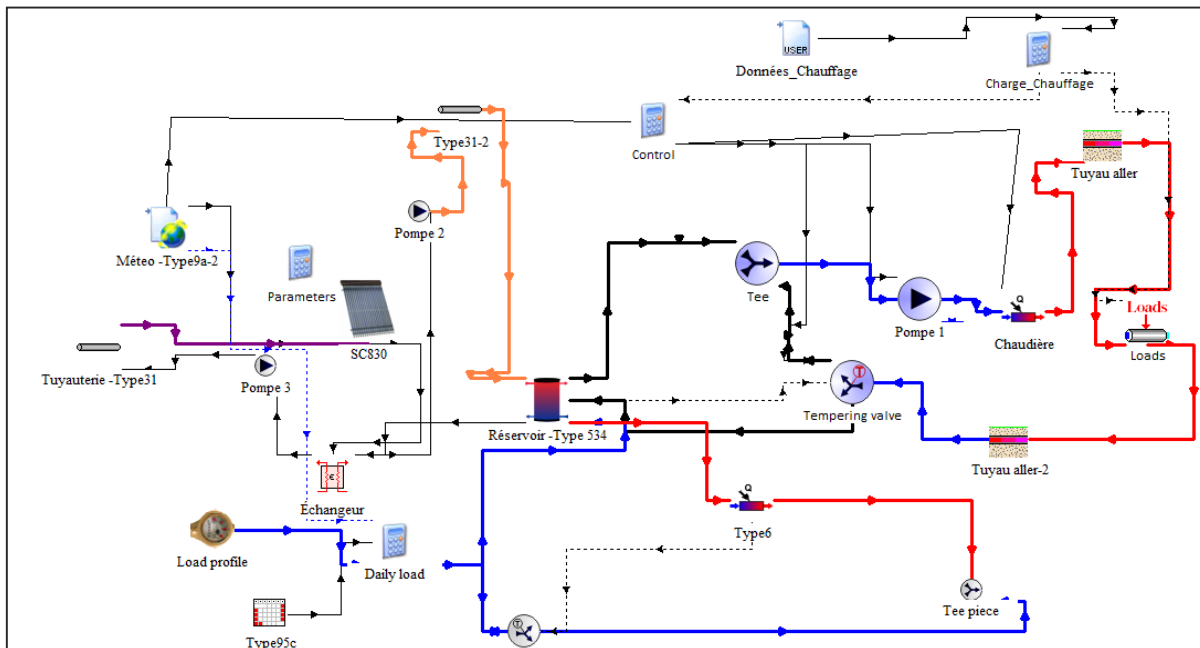 USER
Données_Chauffage
Charge_Chauffage
Type31-2
Control
Tuyau aller
Pompe 2
Météo -Type9a-2
Parameters
Tee
Pompe 1
Q
Chaudière
Loads
Loads
SC830
Tuyauterie -Type31
Pompe 3
T
Tempering valve
Réservoir -Type 534
Tuyau aller-2
ε
Échangeur
Q
Type6
Load profile
Daily load
Tee piece
T
Type95c